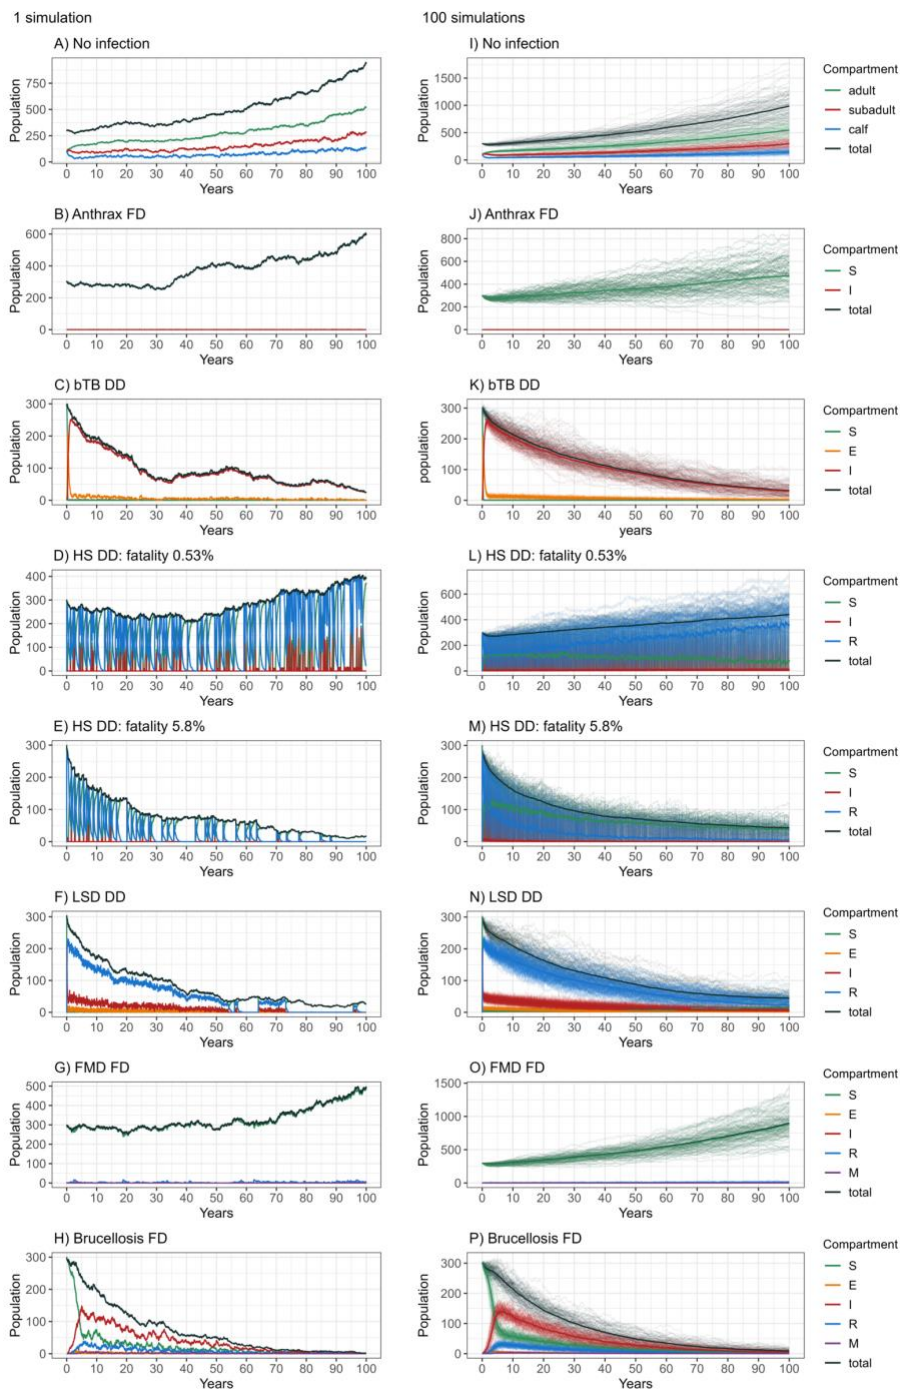 1 simulation
100 simulations
A) No infection
Population
750
500
250
0
0 10 20 30 40 50 60 70 80 90 100
Years
I) No infection
Population
1500
1000
500
0
0 10 20 30 40 50 60 70 80 90 100
Years
Compartment
adult
subadult
calf
total
B) Anthrax FD
Population
600
400
200
0
0 10 20 30 40 50 60 70 80 90 100
Years
J) Anthrax FD
Population
800
600
400
200
0
0 10 20 30 40 50 60 70 80 90 100
Years
Compartment
S
I
total
C) bTB DD
Population
300
200
100
0
0 10 20 30 40 50 60 70 80 90 100
Years
K) bTB DD
population
300
200
100
0
0 10 20 30 40 50 60 70 80 90 100
years
Compartment
S
E
I
total
D) HS DD: fatality 0.53%
Population
400
300
200
100
0
0 10 20 30 40 50 60 70 80 90 100
Years
L) HS DD: fatality 0.53%
Population
600
400
200
0
0 10 20 30 40 50 60 70 80 90 100
Years
Compartment
S
I
R
total
E) HS DD: fatality 5.8%
Population
300
200
100
0
0 10 20 30 40 50 60 70 80 90 100
Years
M) HS DD: fatality 5.8%
Population
300
200
100
0
0 10 20 30 40 50 60 70 80 90 100
Years
Compartment
S
I
R
total
F) LSD DD
Population
300
200
100
0
0 10 20 30 40 50 60 70 80 90 100
Years
N) LSD DD
Population
300
200
100
0
0 10 20 30 40 50 60 70 80 90 100
Years
Compartment
S
E
I
R
total
G) FMD FD
Population
500
400
300
200
100
0
0 10 20 30 40 50 60 70 80 90 100
Years
O) FMD FD
Population
1500
1000
500
0
0 10 20 30 40 50 60 70 80 90 100
Years
Compartment
S
E
I
R
M
total
H) Brucellosis FD
Population
300
200
100
0
0 10 20 30 40 50 60 70 80 90 100
Years
P) Brucellosis FD
Population
300
200
100
0
0 10 20 30 40 50 60 70 80 90 100
Years
Compartment
S
E
I
R
M
total